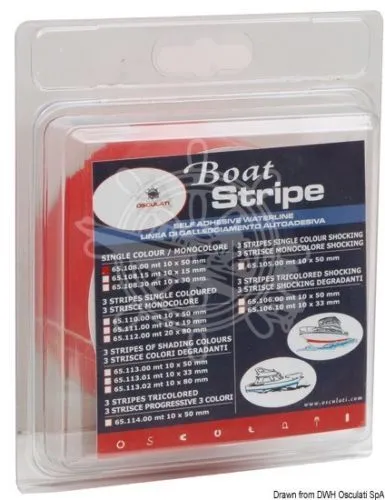 OSCULATI
Boat
Stripe
SELF ADHESIVE WATERLINE
LINEA DI GALLEGGIAMENTO AUTOADESIVA
SINGLE COLOUR / MONOCOLORE
65.108.00 mt 10 x 50 mm
65.108.15 mt 10 x 15 mm
65.108.30 mt 10 x 30 mm
3 STRIPES SINGLE COLOURED
3 STRISCE MONOCOLORE
65.110.00 mt 10 x 50 mm
65.111.00 mt 10 x 19 mm
65.112.00 mt 20 x 80 mm
3 STRIPES OF SHADING COLOURS
3 STRISCE COLORI DEGRADANTI
65.113.00 mt 10 x 50 mm
65.113.01 mt 10 x 33 mm
65.113.02 mt 10 x 80 mm
3 STRIPES TRICOLORED
3 STRISCE PROGRESSIVE 3 COLORI
65.114.00 mt 10 x 50 mm
3 STRIPES SINGLE COLOUR SHOCKING
3 STRISCE MONOCOLORE SHOCKING
65.105.00 mt 10 x 50 mm
3 STRIPES TRICOLORED SHOCKING
3 STRISCE SHOCKING DEGRADANTI
65.106.00 mt 10 x 50 mm
65.106.10 mt 10 x 33 mm
www.osculati.com
Drawn from © DWH Osculati SpA